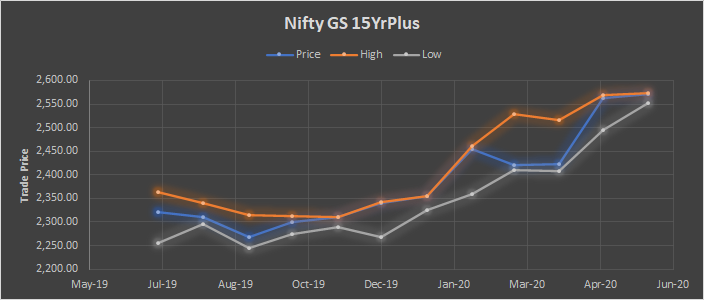 Nifty GS 15YrPlus
Price High Low
2,600.00
2,550.00
2,500.00
2,450.00
2,400.00
2,350.00
2,300.00
2,250.00
2,200.00
Trade Price
May-19 Jul-19 Aug-19 Oct-19 Dec-19 Jan-20 Mar-20 Apr-20 Jun-20